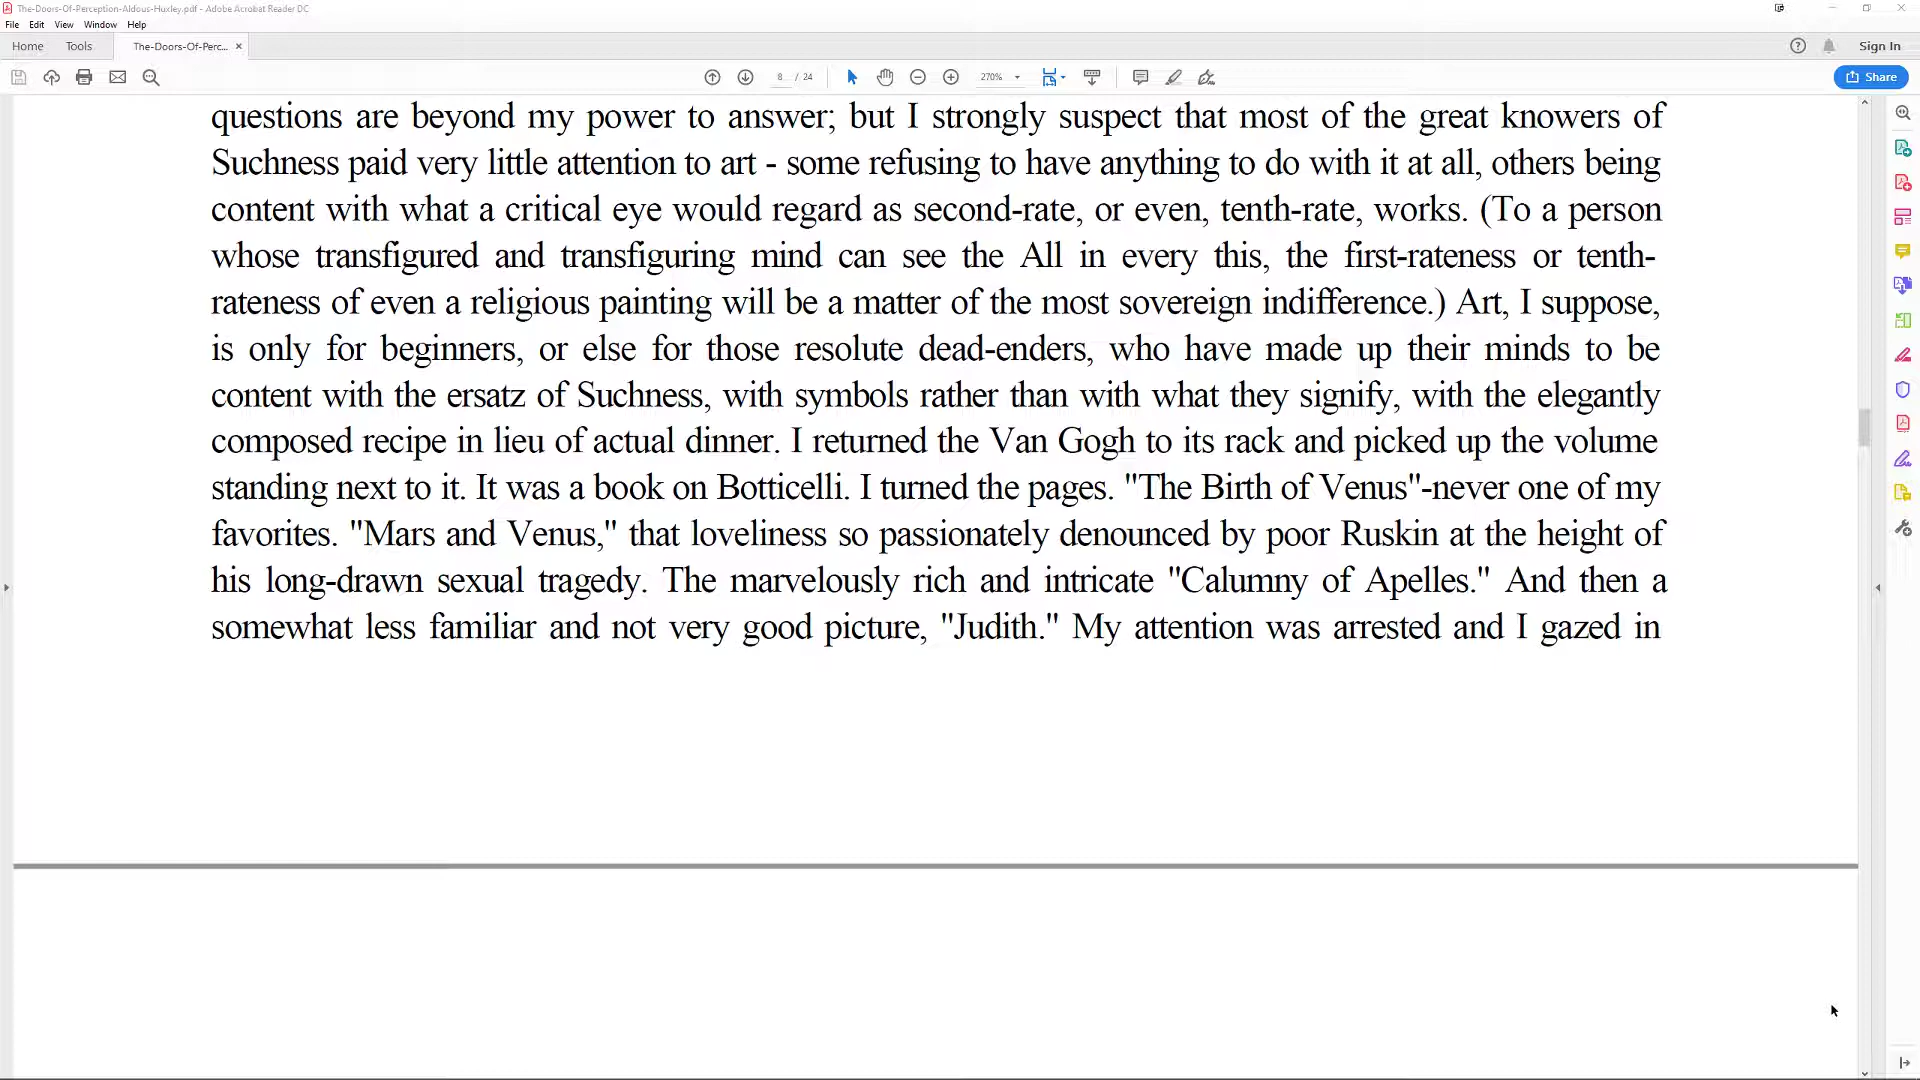 The-Doors-Of-Perception-Aldous-Huxley.pdf - Adobe Acrobat Reader DC
File Edit View Window Help
Home Tools The-Doors-Of-Perc... × Sign In
8 / 24 270% Share
questions are beyond my power to answer; but I strongly suspect that most of the great knowers of
Suchness paid very little attention to art - some refusing to have anything to do with it at all, others being
content with what a critical eye would regard as second-rate, or even, tenth-rate, works. (To a person
whose transfigured and transfiguring mind can see the All in every this, the first-rateness or tenth-
rateness of even a religious painting will be a matter of the most sovereign indifference.) Art, I suppose,
is only for beginners, or else for those resolute dead-enders, who have made up their minds to be
content with the ersatz of Suchness, with symbols rather than with what they signify, with the elegantly
composed recipe in lieu of actual dinner. I returned the Van Gogh to its rack and picked up the volume
standing next to it. It was a book on Botticelli. I turned the pages. "The Birth of Venus"-never one of my
favorites. "Mars and Venus," that loveliness so passionately denounced by poor Ruskin at the height of
his long-drawn sexual tragedy. The marvelously rich and intricate "Calumny of Apelles." And then a
somewhat less familiar and not very good picture, "Judith." My attention was arrested and I gazed in